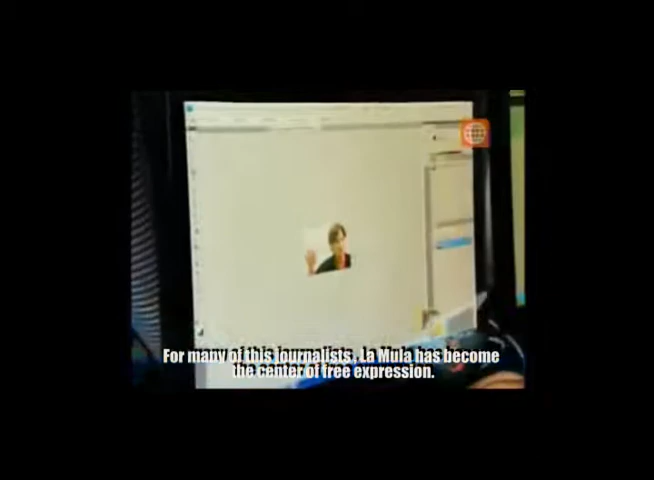 For many of this journalists, La Mula has become
the center of free expression.